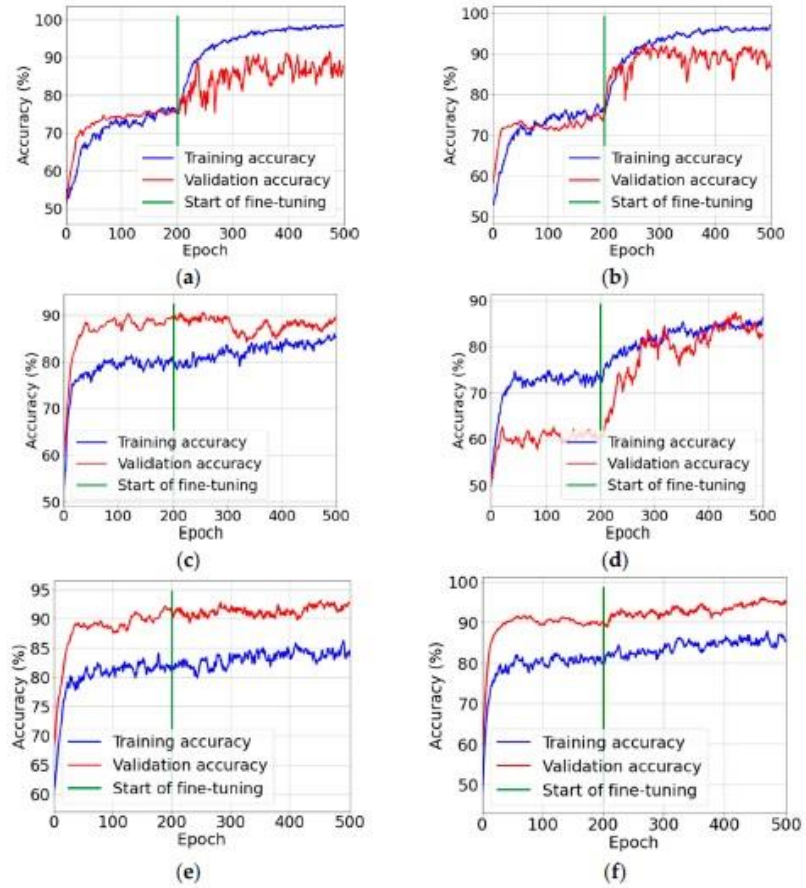 100
90
80
70
60
50
Accuracy (%)
Training accuracy
Validation accuracy
Start of fine-tuning
0 100 200 300 400 500
Epoch
(a)
100
90
80
70
60
50
Accuracy (%)
Training accuracy
Validation accuracy
Start of fine-tuning
0 100 200 300 400 500
Epoch
(b)
90
80
70
60
50
Accuracy (%)
Training accuracy
Validation accuracy
Start of fine-tuning
0 100 200 300 400 500
Epoch
(c)
90
80
70
60
50
Accuracy (%)
Training accuracy
Validation accuracy
Start of fine-tuning
0 100 200 300 400 500
Epoch
(d)
95
90
85
80
75
70
65
60
Accuracy (%)
Training accuracy
Validation accuracy
Start of fine-tuning
0 100 200 300 400 500
Epoch
(e)
100
90
80
70
60
50
Accuracy (%)
Training accuracy
Validation accuracy
Start of fine-tuning
0 100 200 300 400 500
Epoch
(f)